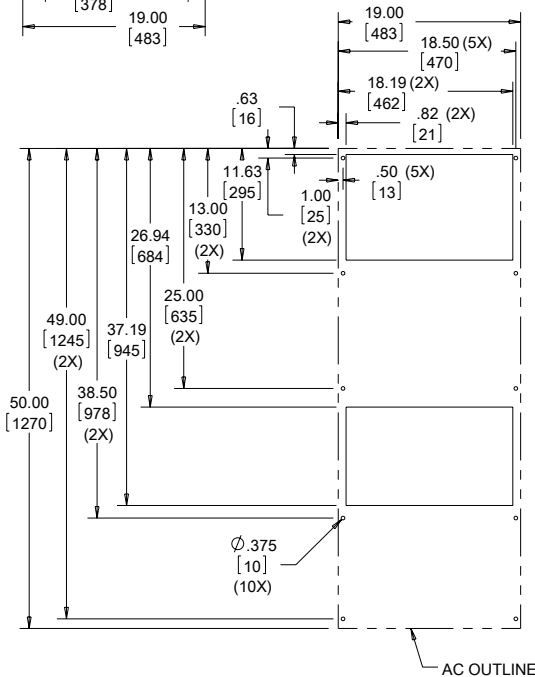 [378]
19.00
[483]
19.00
[483]
18.50 (5X)
[470]
18.19 (2X)
[462]
.82 (2X)
[21]
.63
[16]
.50 (5X)
[13]
11.63
[295]
1.00
[25]
(2X)
13.00
[330]
(2X)
26.94
[684]
25.00
[635]
(2X)
49.00
[1245]
(2X)
37.19
[945]
38.50
[978]
(2X)
50.00
[1270]
Ø.375
[10]
(10X)
AC OUTLINE